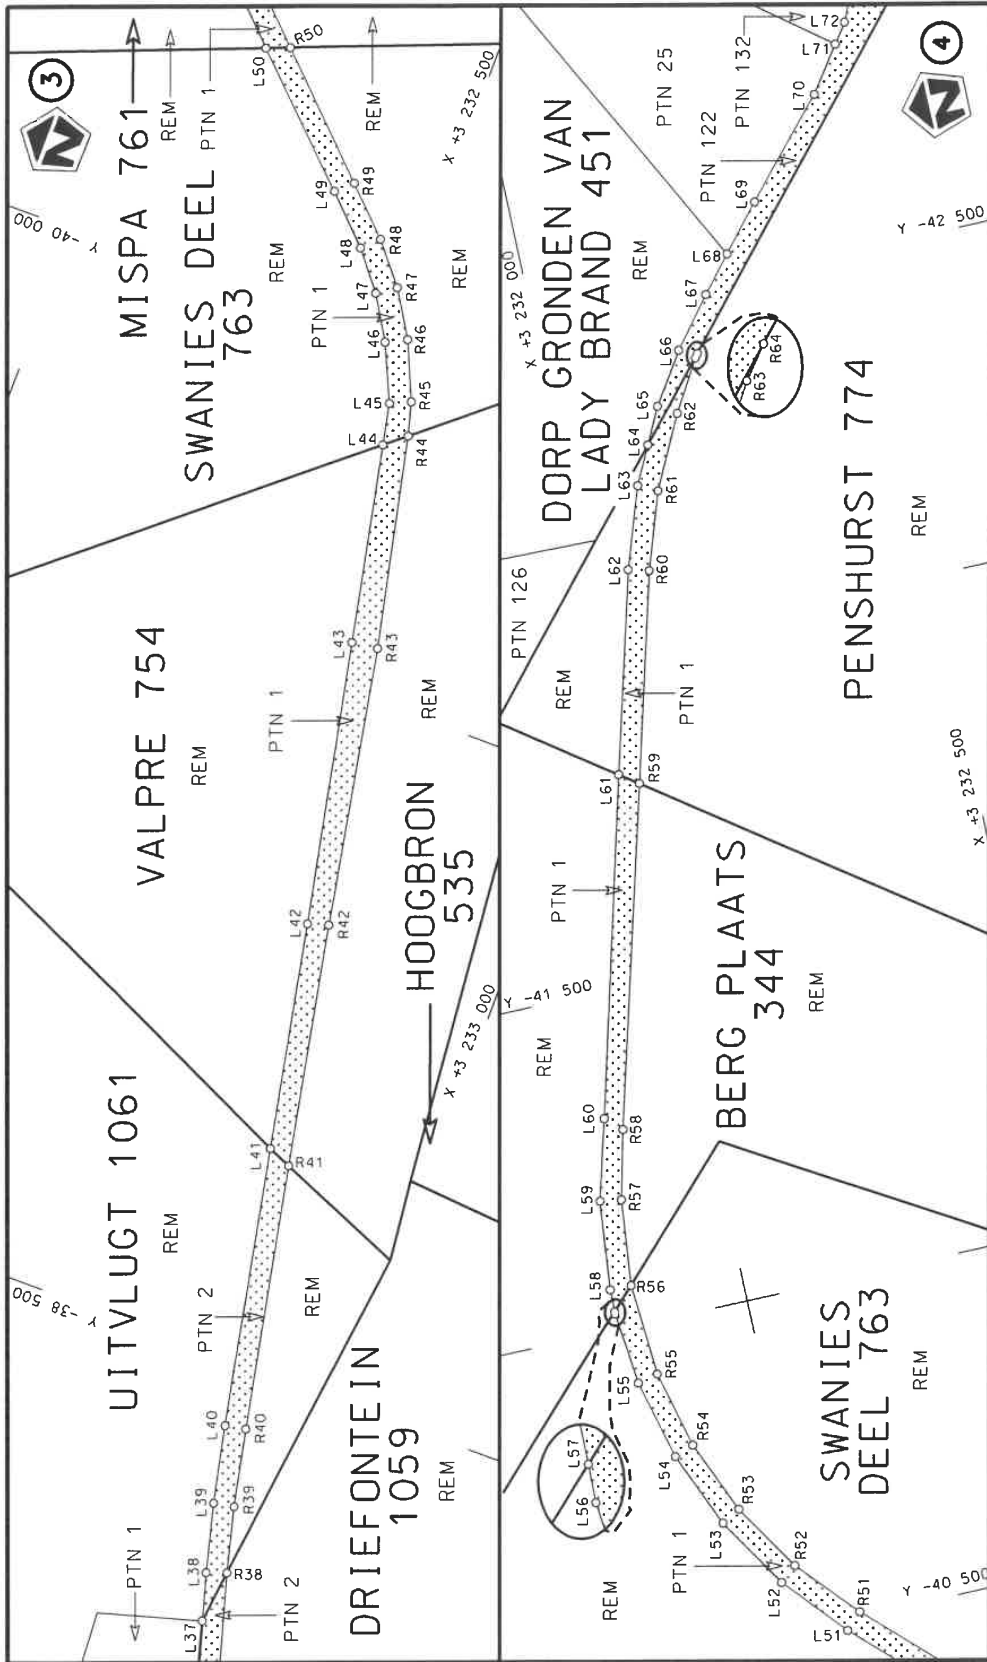 3
N
MISPA 761
REM
SWANIES DEEL
763
PTN 1
REM
L50
R50
X +3 232 500
Y -40 000
L49
R49
L48
R48
L47
R47
L46
R46
L45
R45
L44
R44
PTN 1
REM
REM
VALPRE 754
REM
PTN 1
L43
R43
REM
L42
R42
HOOGBRON
535
X +3 233 000
UITVLUGT 1061
REM
L41
R41
Y -38 500
PTN 2
REM
L40
R40
L39
R39
L38
R38
L37
PTN 1
PTN 2
DRIEFONTEIN
1059
REM
4
N
L72
L71
L70
PTN 132
PTN 25
PTN 122
L69
L68
L67
L66
L65
L64
L63
L62
DORP GRONDEN VAN
LADY BRAND 451
REM
X +3 232 000
Y -42 500
R64
R63
R62
R61
R60
PTN 126
REM
PENSHURST 774
REM
PTN 1
L61
R59
X +3 232 500
PTN 1
BERG PLAATS
344
REM
Y -41 500
REM
L60
R58
L59
R57
L58
R56
L57
L56
L55
R55
L54
R54
L53
R53
L52
R52
L51
R51
PTN 1
REM
SWANIES
DEEL 763
REM
Y -40 500